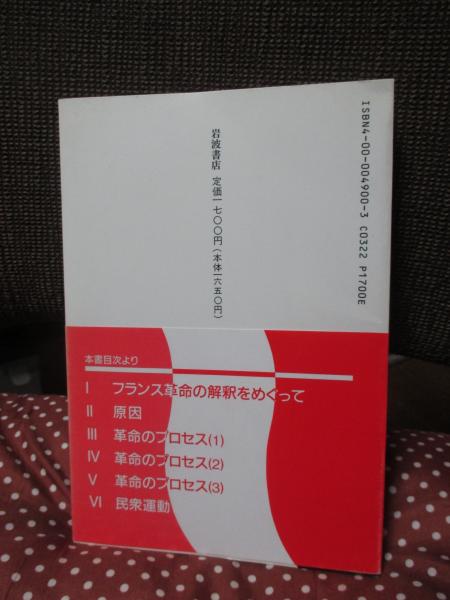 ISBN4-00-004900-3 C0322 P1700E
岩波書店 定価一七〇〇円(本体一六五〇円)
本書目次より
I フランス革命の解釈をめぐって
II 原因
III 革命のプロセス(1)
IV 革命のプロセス(2)
V 革命のプロセス(3)
VI 民衆運動